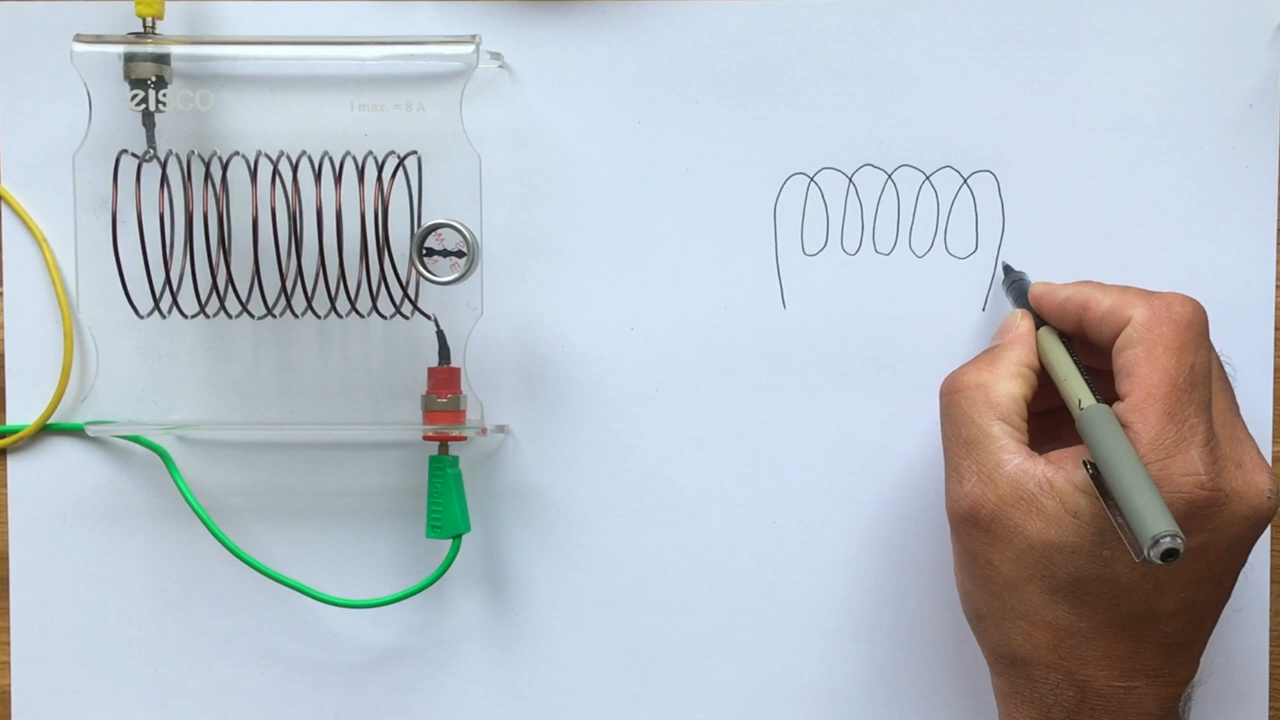 eisco
I max. = 8 A